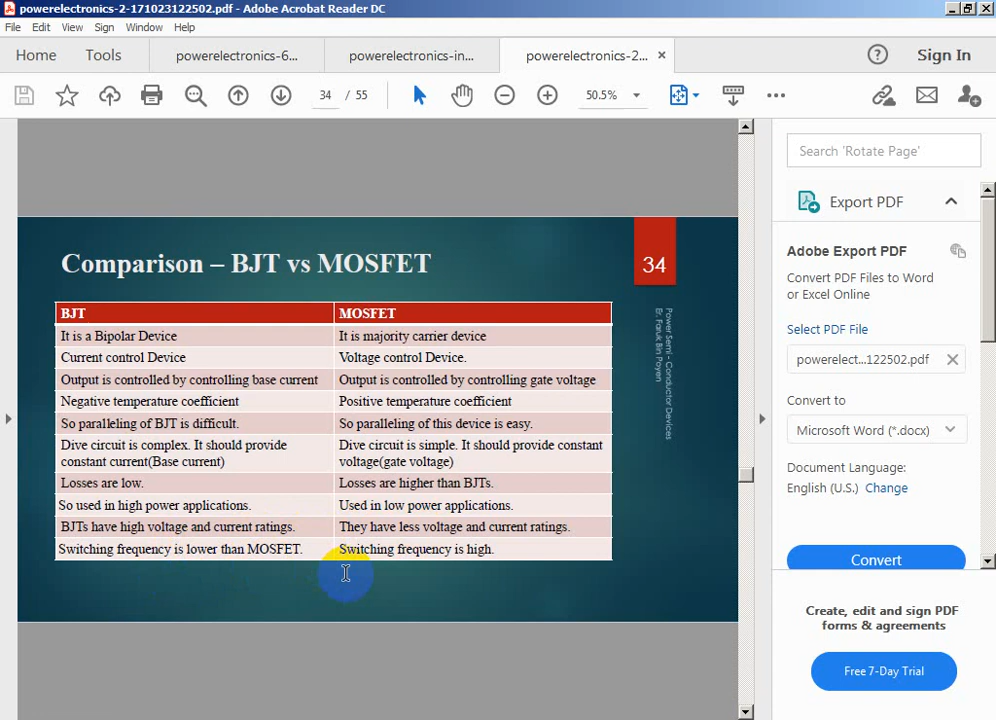 powerelectronics-2-171023122502.pdf - Adobe Acrobat Reader DC
File Edit View Sign Window Help
Home Tools powerelectronics-6... powerelectronics-in... powerelectronics-2... ×
Sign In
34 / 55 50.5%
Search 'Rotate Page'
Export PDF
Adobe Export PDF
Convert PDF Files to Word
or Excel Online
Select PDF File
powerelect...122502.pdf
Convert to
Microsoft Word (*.docx)
Document Language:
English (U.S.) Change
Convert
Create, edit and sign PDF
forms & agreements
Free 7-Day Trial
Comparison – BJT vs MOSFET
34
Power Semi - Conductor Devices
Er. Faruk Bin Poyen
BJT MOSFET
It is a Bipolar Device It is majority carrier device
Current control Device Voltage control Device.
Output is controlled by controlling base current Output is controlled by controlling gate voltage
Negative temperature coefficient Positive temperature coefficient
So paralleling of BJT is difficult. So paralleling of this device is easy.
Dive circuit is complex. It should provide Dive circuit is simple. It should provide constant
constant current(Base current) voltage(gate voltage)
Losses are low. Losses are higher than BJTs.
So used in high power applications. Used in low power applications.
BJTs have high voltage and current ratings. They have less voltage and current ratings.
Switching frequency is lower than MOSFET. Switching frequency is high.